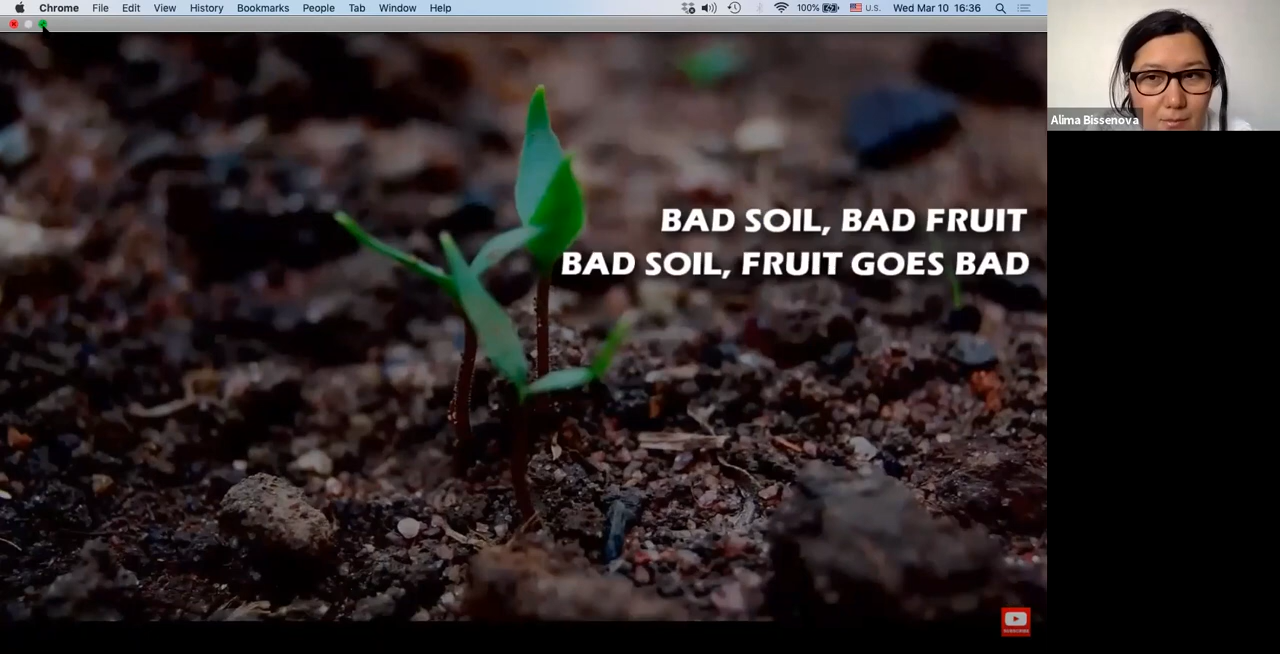 Chrome File Edit View History Bookmarks People Tab Window Help 100% U.S. Wed Mar 10 16:36
Alima Bissenova
BAD SOIL, BAD FRUIT
BAD SOIL, FRUIT GOES BAD
SUBSCRIBE